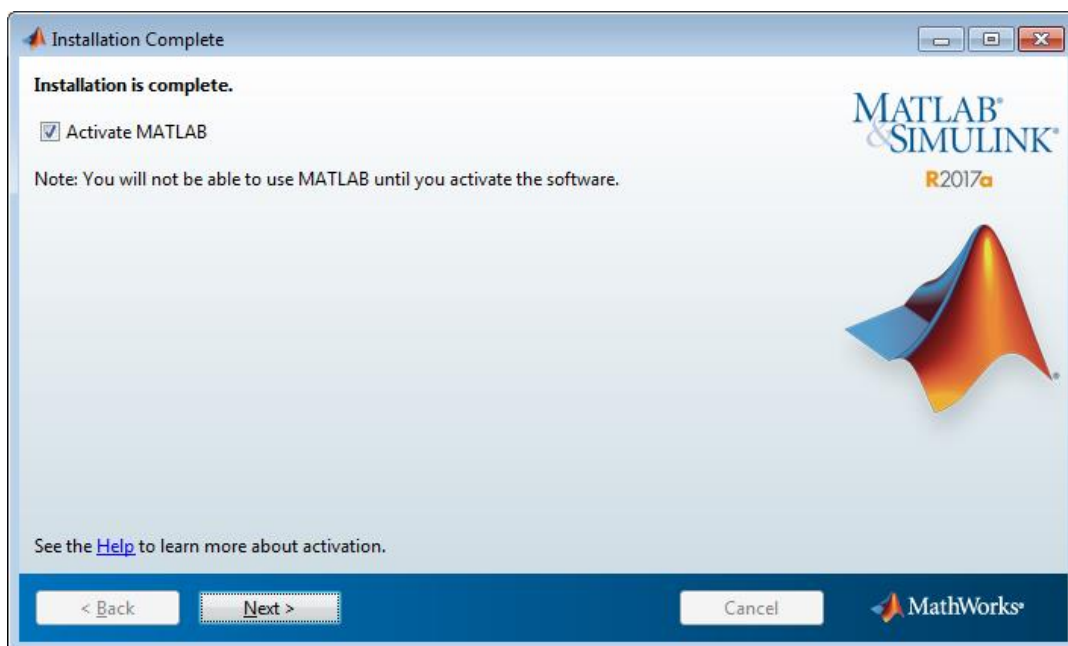 Installation Complete
Installation is complete.
Activate MATLAB
Note: You will not be able to use MATLAB until you activate the software.
MATLAB®
&SIMULINK®
R2017a
See the Help to learn more about activation.
< Back
Next >
Cancel
MathWorks®